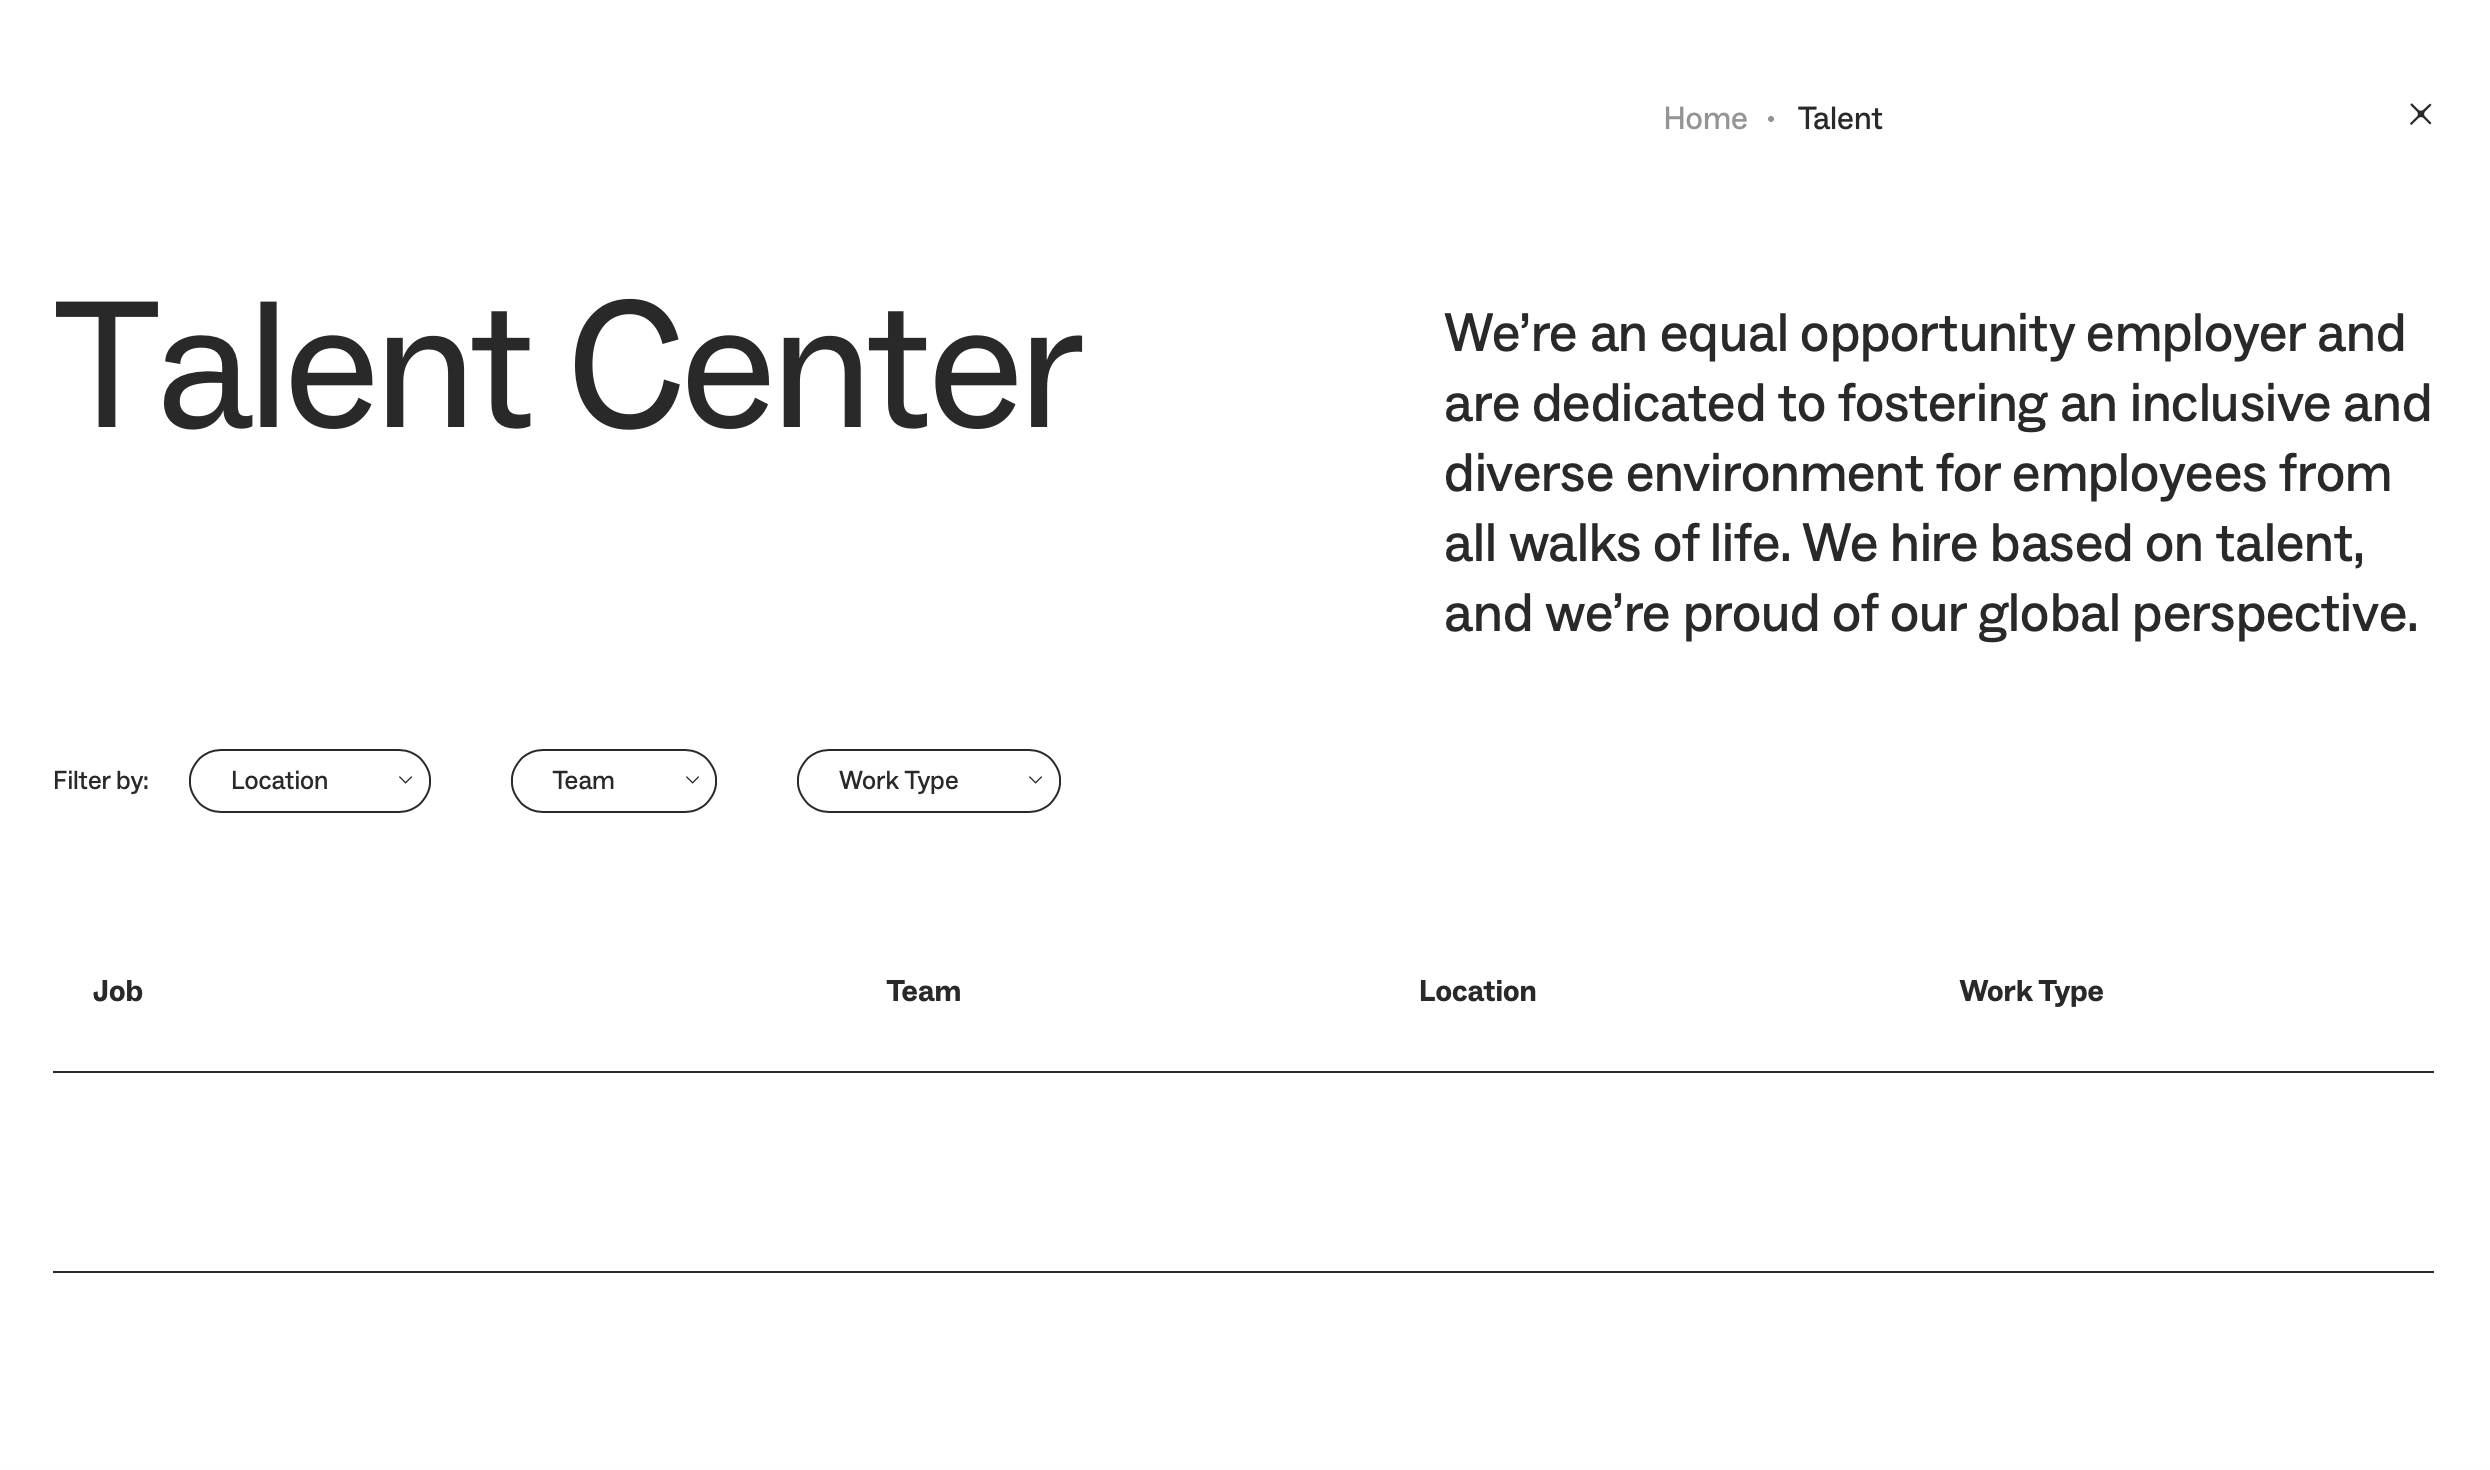 Home • Talent
Talent Center
We’re an equal opportunity employer and
are dedicated to fostering an inclusive and
diverse environment for employees from
all walks of life. We hire based on talent,
and we’re proud of our global perspective.
Filter by: Location Team Work Type
Job Team Location Work Type